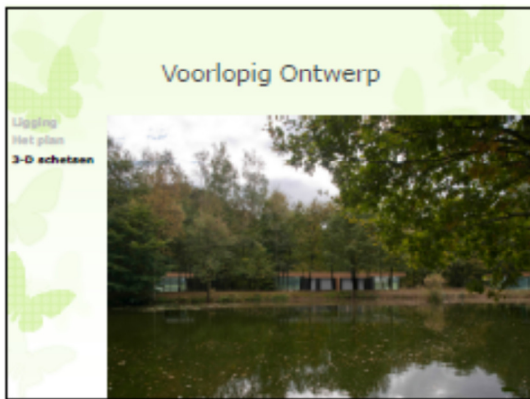 Voorlopig Ontwerp
Ligging
Het plan
3-D schetsen